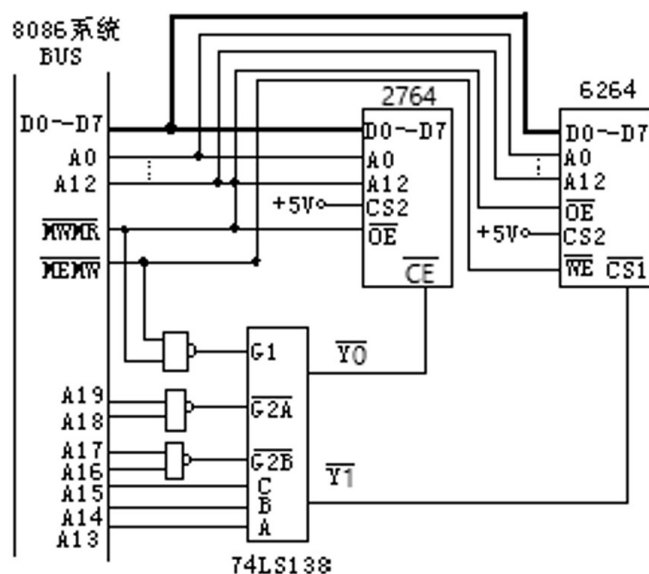 8086系统
BUS
2764
6264
D0~D7
D0~D7
D0~D7
A0
A0
A0
A12
A12
A12
+5V
CS2
OE
MWMR
OE
+5V
CS2
MEMW
CE
WE
CS1
G1
Y0
A19
A18
G2A
A17
A16
G2B
Y1
A15
C
A14
B
A13
A
74LS138